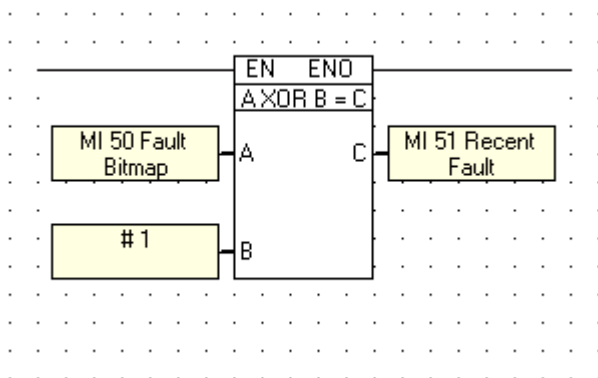 EN ENO
A XOR B = C
MI 50 Fault
Bitmap
A
C
MI 51 Recent
Fault
# 1
B